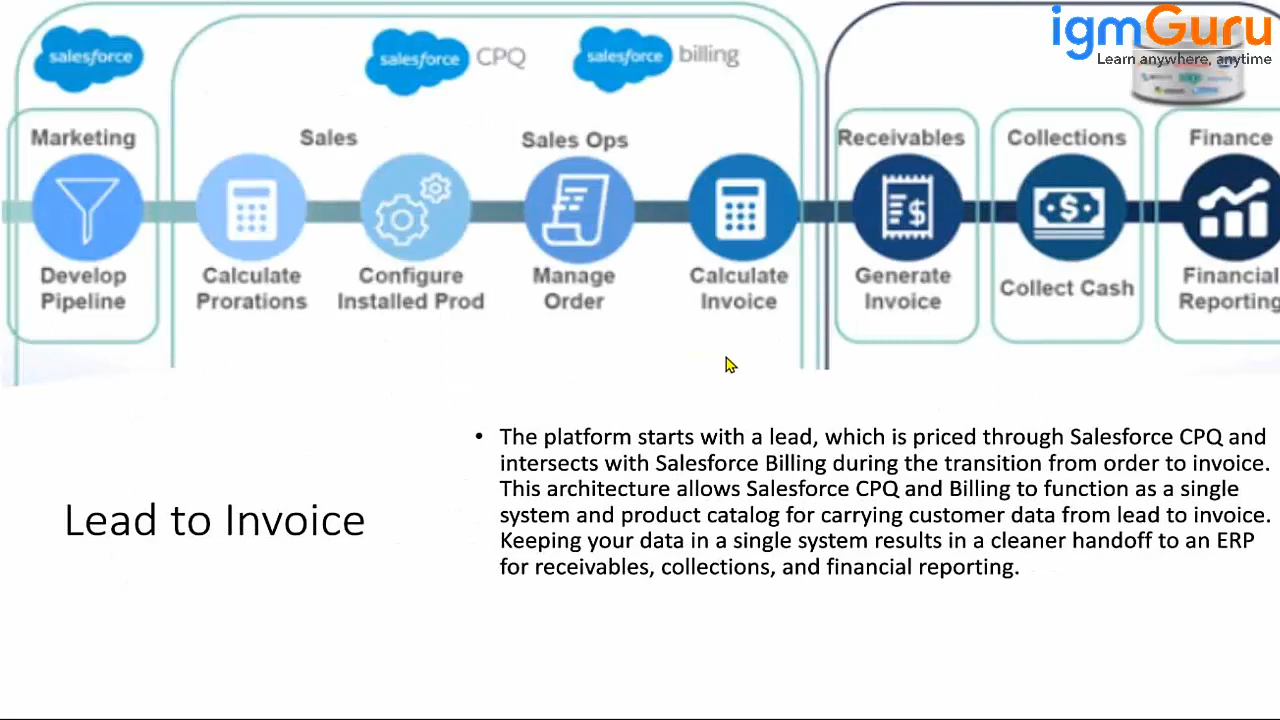 igmGuru
Learn anywhere, anytime
salesforce
salesforce CPQ
salesforce billing
Marketing
Sales
Sales Ops
Receivables
Collections
Finance
Develop
Pipeline
Calculate
Prorations
Configure
Installed Prod
Manage
Order
Calculate
Invoice
Generate
Invoice
Collect Cash
Financial
Reporting
Lead to Invoice
• The platform starts with a lead, which is priced through Salesforce CPQ and
intersects with Salesforce Billing during the transition from order to invoice.
This architecture allows Salesforce CPQ and Billing to function as a single
system and product catalog for carrying customer data from lead to invoice.
Keeping your data in a single system results in a cleaner handoff to an ERP
for receivables, collections, and financial reporting.